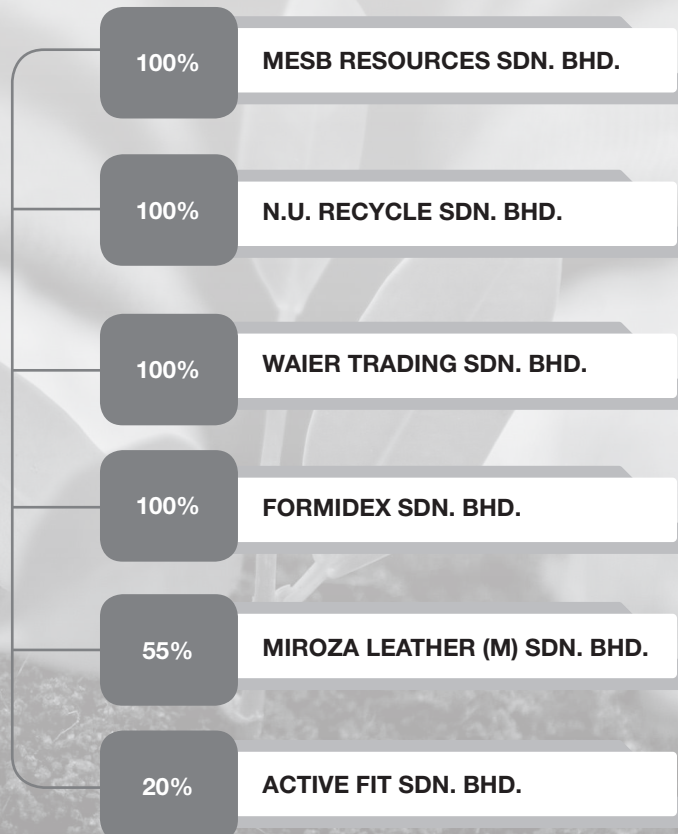 100% MESB RESOURCES SDN. BHD.
100% N.U. RECYCLE SDN. BHD.
100% WAIER TRADING SDN. BHD.
100% FORMIDEX SDN. BHD.
55% MIROZA LEATHER (M) SDN. BHD.
20% ACTIVE FIT SDN. BHD.